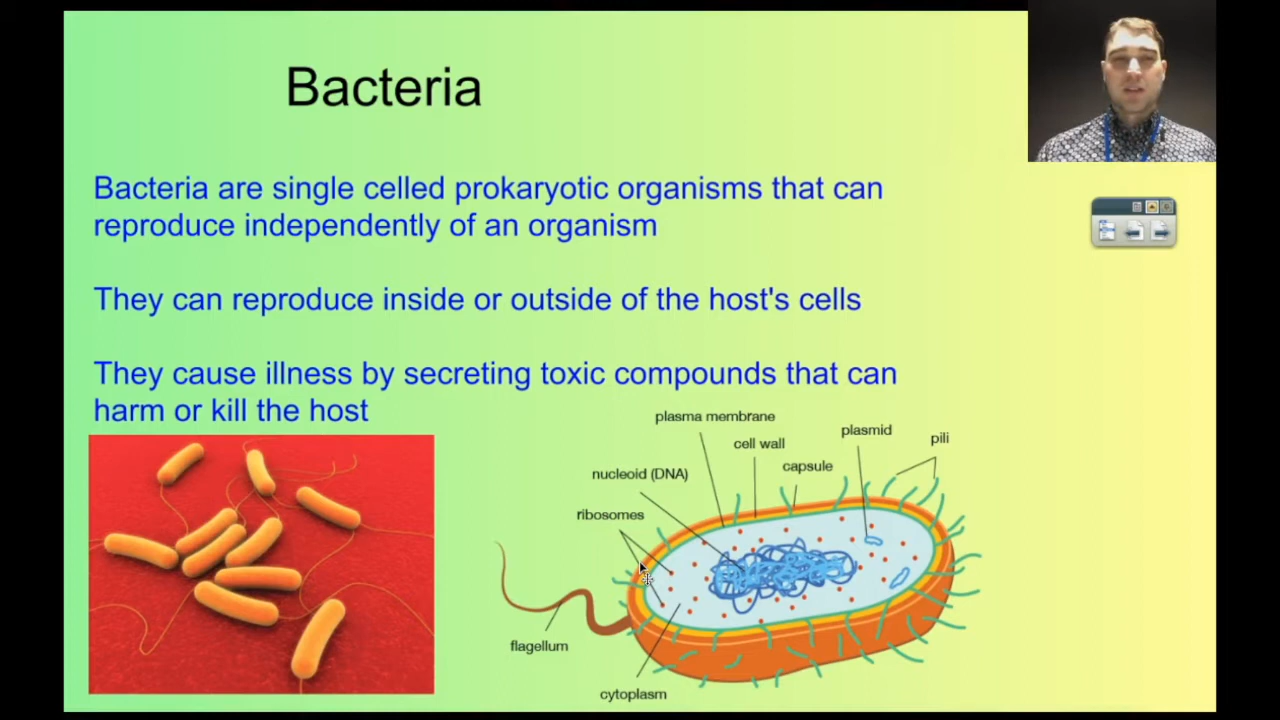 Bacteria
Bacteria are single celled prokaryotic organisms that can
reproduce independently of an organism
They can reproduce inside or outside of the host's cells
They cause illness by secreting toxic compounds that can
harm or kill the host
plasma membrane
cell wall
plasmid
pili
capsule
nucleoid (DNA)
ribosomes
flagellum
cytoplasm